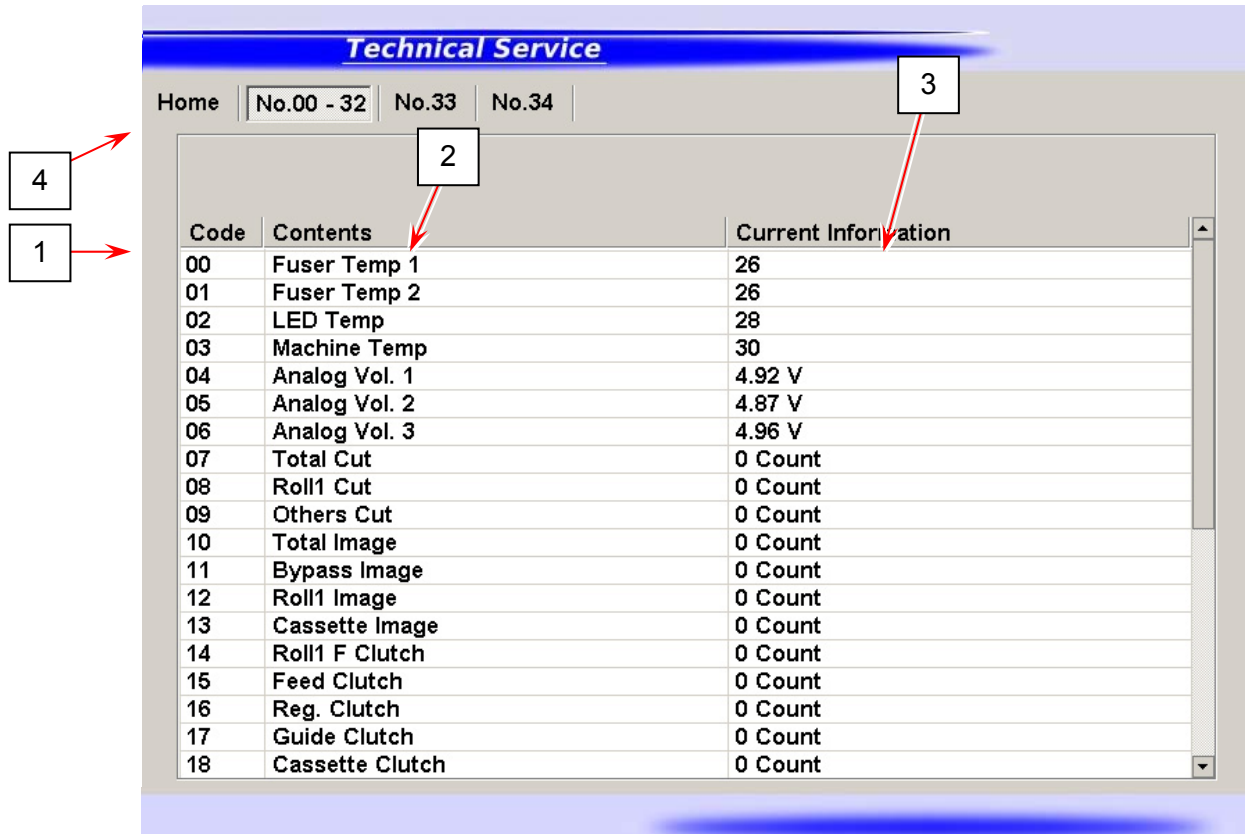 Technical Service
3
Home No.00 - 32 No.33 No.34
2
4
1
Code Contents Current Information
00 Fuser Temp 1 26
01 Fuser Temp 2 26
02 LED Temp 28
03 Machine Temp 30
04 Analog Vol. 1 4.92 V
05 Analog Vol. 2 4.87 V
06 Analog Vol. 3 4.96 V
07 Total Cut 0 Count
08 Roll1 Cut 0 Count
09 Others Cut 0 Count
10 Total Image 0 Count
11 Bypass Image 0 Count
12 Roll1 Image 0 Count
13 Cassette Image 0 Count
14 Roll1 F Clutch 0 Count
15 Feed Clutch 0 Count
16 Reg. Clutch 0 Count
17 Guide Clutch 0 Count
18 Cassette Clutch 0 Count